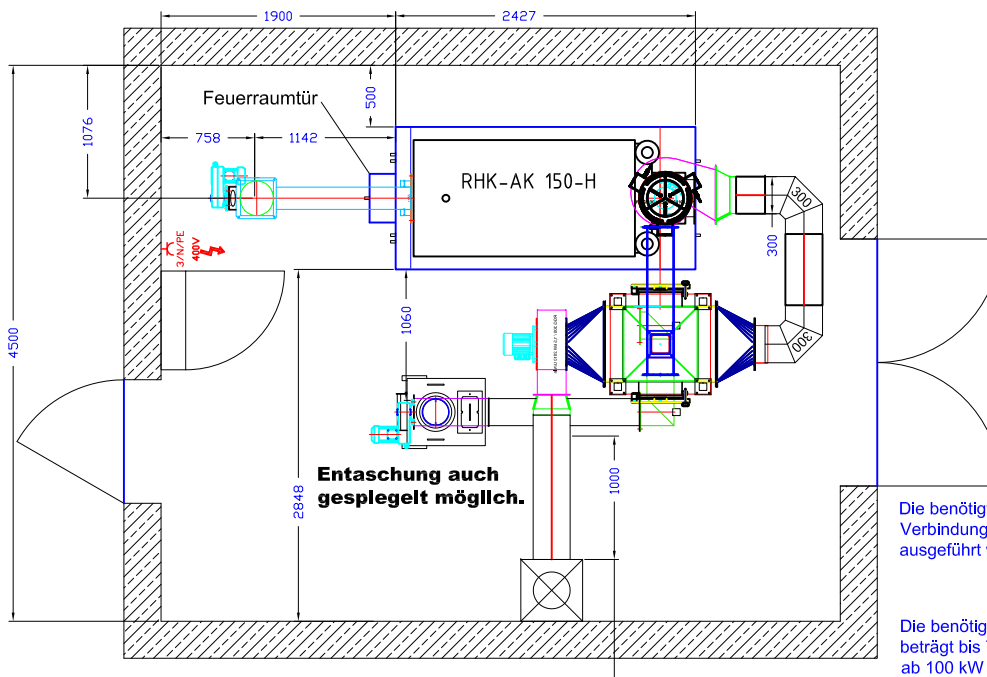 1900
2427
Feuerraumtür
500
1076
758
1142
RHK-AK 150-H
300
300
3/N/PE
400V
4500
1060
300
Entaschung auch
gespiegelt möglich.
2848
1000
Die benötig
Verbindung
ausgeführt
Die benötig
beträgt bis
ab 100 kW